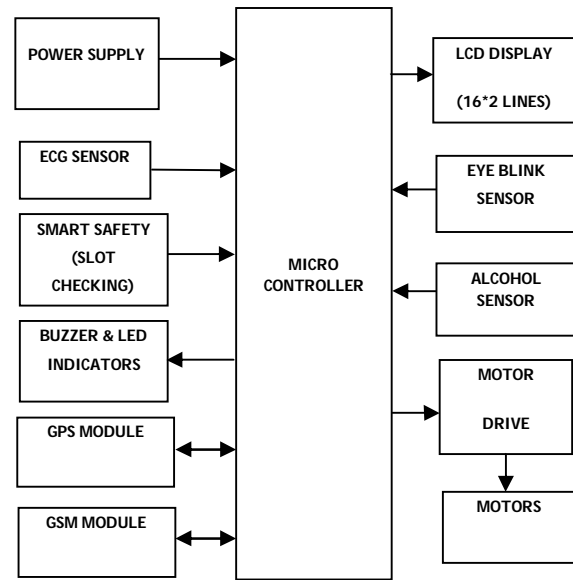 POWER SUPPLY
ECG SENSOR
SMART SAFETY
(SLOT
CHECKING)
BUZZER & LED
INDICATORS
GPS MODULE
GSM MODULE
MICRO
CONTROLLER
LCD DISPLAY
(16*2 LINES)
EYE BLINK
SENSOR
ALCOHOL
SENSOR
MOTOR
DRIVE
MOTORS